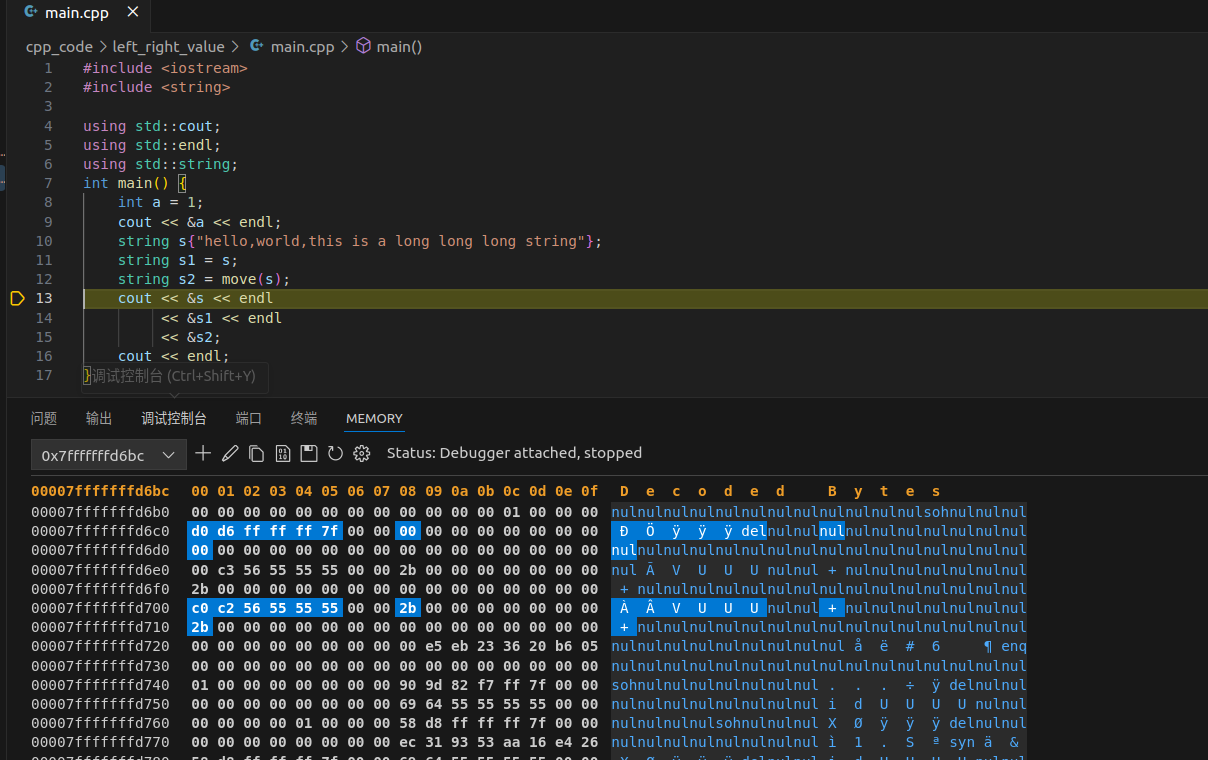 main.cpp
cpp_code > left_right_value > main.cpp > main()
1 #include <iostream>
2 #include <string>
3
4 using std::cout;
5 using std::endl;
6 using std::string;
7 int main() {
8 int a = 1;
9 cout << &a << endl;
10 string s{"hello,world,this is a long long long string"};
11 string s1 = s;
12 string s2 = move(s);
13 cout << &s << endl
14 << &s1 << endl
15 << &s2;
16 cout << endl;
17 }调试控制台 (Ctrl+Shift+Y)
问题 输出 调试控制台 端口 终端 MEMORY
0x7fffffffd6bc Status: Debugger attached, stopped
00007fffffffd6bc 00 01 02 03 04 05 06 07 08 09 0a 0b 0c 0d 0e 0f D e c o d e d B y t e s
00007fffffffd6b0 00 00 00 00 00 00 00 00 00 00 00 00 01 00 00 00 nulnulnulnulnulnulnulnulnulnulnulnulsohnulnulnul
00007fffffffd6c0 d0 d6 ff ff ff 7f 00 00 00 00 00 00 00 00 00 00 Ð Ö ÿ ÿ ÿ delnulnulnulnulnulnulnulnulnulnul
00007fffffffd6d0 00 00 00 00 00 00 00 00 00 00 00 00 00 00 00 00 nulnulnulnulnulnulnulnulnulnulnulnulnulnulnulnul
00007fffffffd6e0 00 c3 56 55 55 55 00 00 2b 00 00 00 00 00 00 00 nul Ã V U U U nulnul + nulnulnulnulnulnulnul
00007fffffffd6f0 2b 00 00 00 00 00 00 00 00 00 00 00 00 00 00 00 + nulnulnulnulnulnulnulnulnulnulnulnulnulnulnul
00007fffffffd700 c0 c2 56 55 55 55 00 00 2b 00 00 00 00 00 00 00 À Â V U U U nulnul + nulnulnulnulnulnulnul
00007fffffffd710 2b 00 00 00 00 00 00 00 00 00 00 00 00 00 00 00 + nulnulnulnulnulnulnulnulnulnulnulnulnulnulnul
00007fffffffd720 00 00 00 00 00 00 00 00 00 e5 eb 23 36 20 b6 05 nulnulnulnulnulnulnulnulnul å ë # 6 ¶ enq
00007fffffffd730 00 00 00 00 00 00 00 00 00 00 00 00 00 00 00 00 nulnulnulnulnulnulnulnulnulnulnulnulnulnulnulnul
00007fffffffd740 01 00 00 00 00 00 00 00 90 9d 82 f7 ff 7f 00 00 sohnulnulnulnulnulnulnul . . . ÷ ÿ delnulnul
00007fffffffd750 00 00 00 00 00 00 00 00 69 64 55 55 55 55 00 00 nulnulnulnulnulnulnulnul i d U U U U nulnul
00007fffffffd760 00 00 00 00 01 00 00 00 58 d8 ff ff ff 7f 00 00 nulnulnulnulsohnulnulnul X Ø ÿ ÿ ÿ delnulnul
00007fffffffd770 00 00 00 00 00 00 00 00 ec 31 93 53 aa 16 e4 26 nulnulnulnulnulnulnulnul ì 1 . S ª syn ä &